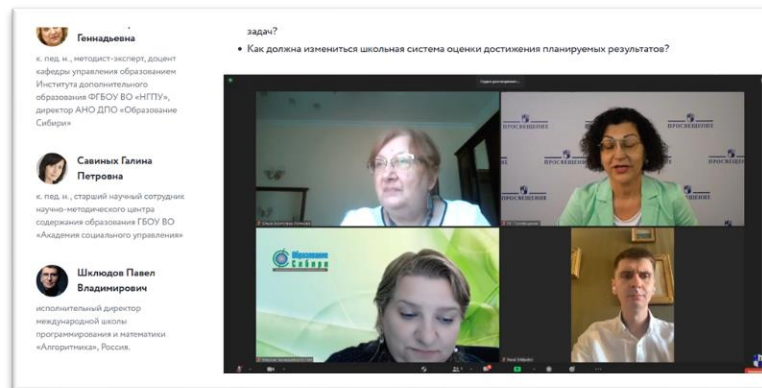 Геннадьевна
к. пед. н., методист-эксперт, доцент
кафедры управления образованием
Института дополнительного
образования ФГБОУ ВО «НГПУ»,
директор АНО ДПО «Образование
Сибири»
Савиных Галина
Петровна
к. пед. н., старший научный сотрудник
научно-методического центра
содержания образования ГБОУ ВО
«Академия социального управления»
Шклюдов Павел
Владимирович
исполнительный директор
международной школы
программирования и математики
«Алгоритмика», Россия.
задач?
• Как должна измениться школьная система оценки достижения планируемых результатов?
ПРОСВЕЩЕНИЕ
ПРОСВЕЩЕНИЕ
ПРОСВЕЩЕНИЕ
ПРОСВЕЩЕНИЕ
Образование
Сибири